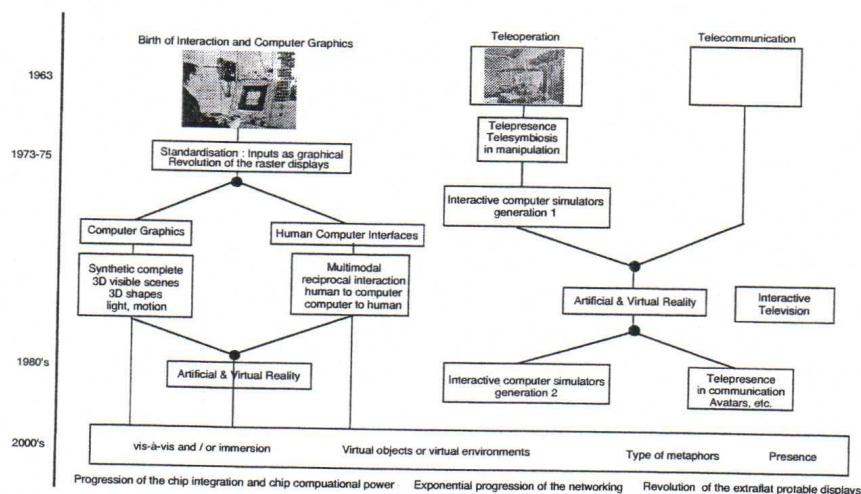 Birth of Interaction and Computer Graphics
Teleoperation
Telecommunication
1963
Telepresence
Telesymbiosis
in manipulation
1973-75
Standardisation : Inputs as graphical
Revolution of the raster displays
Interactive computer simulators
generation 1
Computer Graphics
Human Computer Interfaces
Synthetic complete
3D visible scenes
3D shapes
light, motion
Multimodal
reciprocal interaction
human to computer
computer to human
Artificial & Virtual Reality
Interactive
Television
1980's
Artificial & Virtual Reality
Interactive computer simulators
generation 2
Telepresence
in communication
Avatars, etc.
2000's
vis-à-vis and / or immersion
Virtual objects or virtual environments
Type of metaphors
Presence
Progression of the chip integration and chip compuational power
Exponential progression of the networking
Revolution of the extraflat protable displays